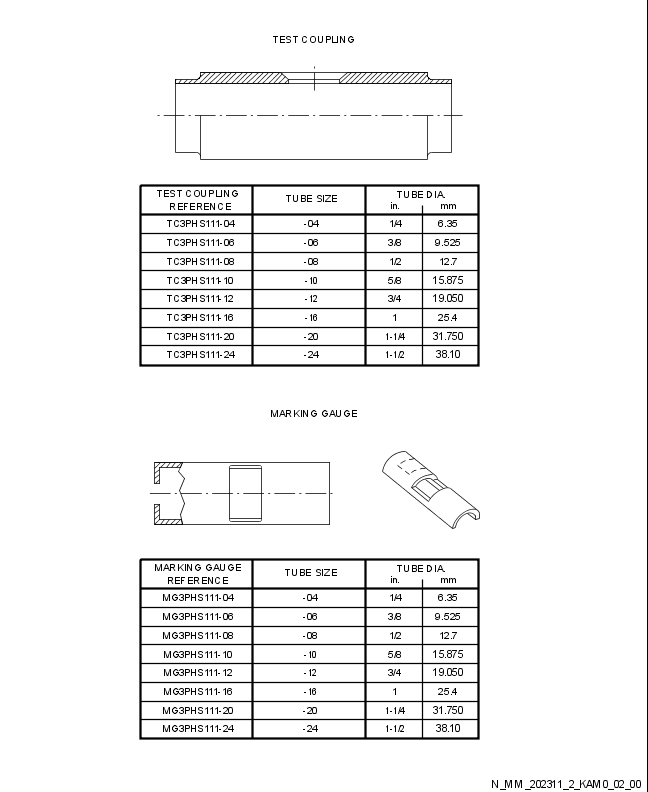 TEST COUPLING
TEST COUPLING REFERENCE TUBE SIZE TUBE DIA. in. mm
TC3PHS111-04 -04 1/4 6.35
TC3PHS111-06 -06 3/8 9.525
TC3PHS111-08 -08 1/2 12.7
TC3PHS111-10 -10 5/8 15.875
TC3PHS111-12 -12 3/4 19.050
TC3PHS111-16 -16 1 25.4
TC3PHS111-20 -20 1-1/4 31.750
TC3PHS111-24 -24 1-1/2 38.10
MARKING GAUGE
MARKING GAUGE REFERENCE TUBE SIZE TUBE DIA. in. mm
MG3PHS111-04 -04 1/4 6.35
MG3PHS111-06 -06 3/8 9.525
MG3PHS111-08 -08 1/2 12.7
MG3PHS111-10 -10 5/8 15.875
MG3PHS111-12 -12 3/4 19.050
MG3PHS111-16 -16 1 25.4
MG3PHS111-20 -20 1-1/4 31.750
MG3PHS111-24 -24 1-1/2 38.10
N_MM_202311_2_KAM0_02_00